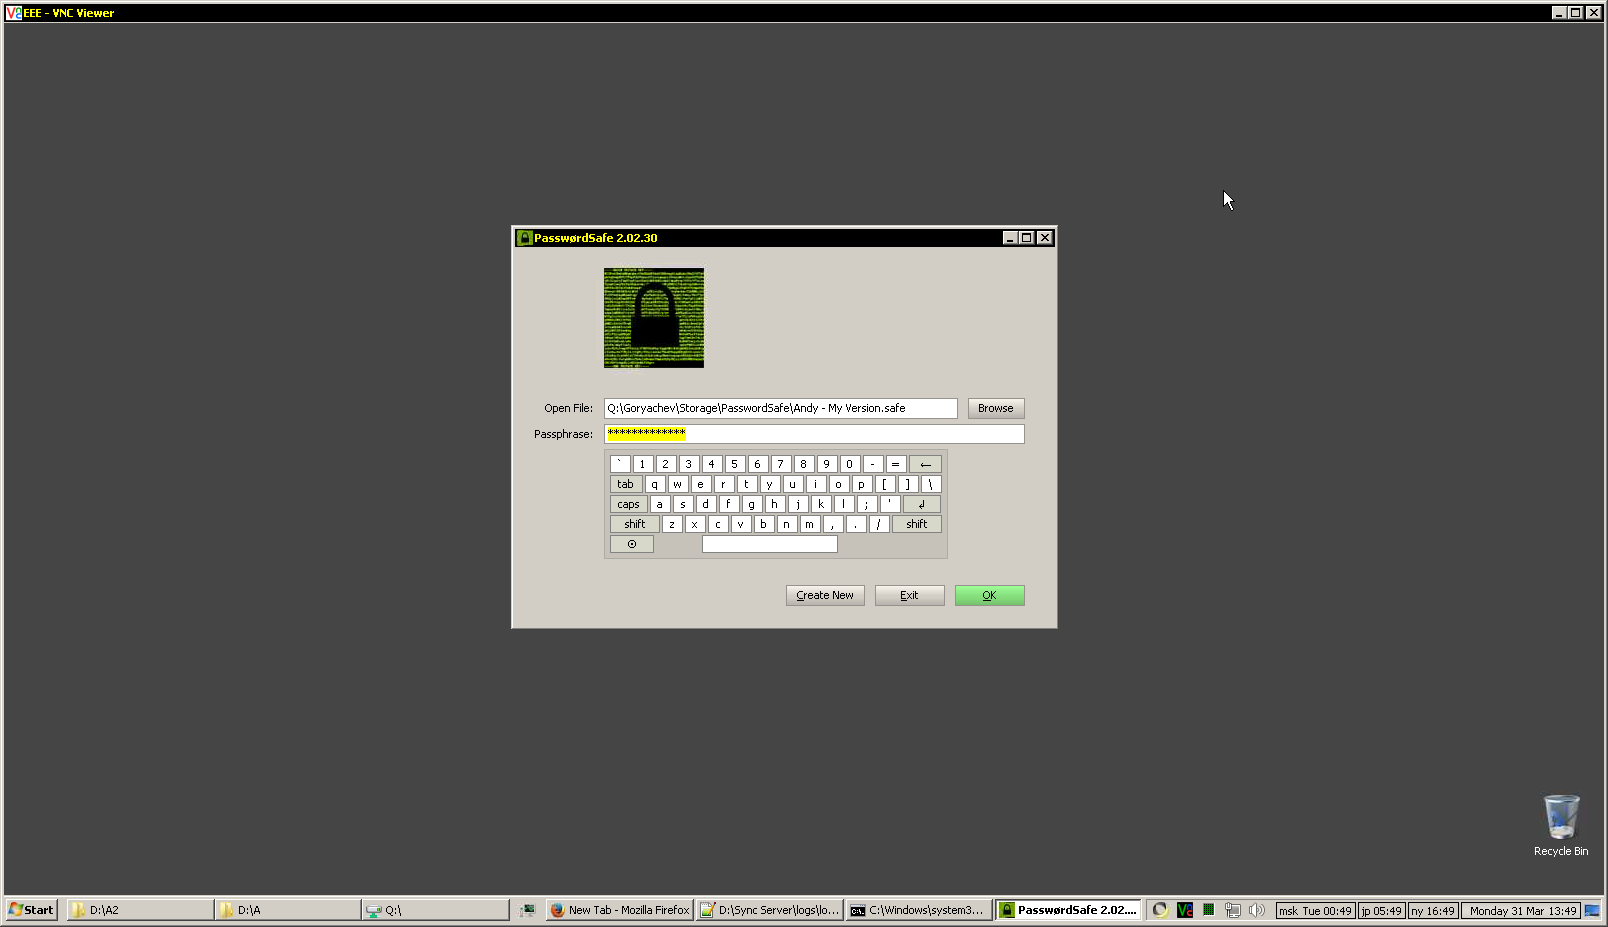 EEE - VNC Viewer
PasswørdSafe 2.02.30
Open File: Q:\Goryachev\Storage\PasswordSafe\Andy - My Version.safe Browse
Passphrase: *************
` 1 2 3 4 5 6 7 8 9 0 - = ←
tab q w e r t y u i o p [ ] \
caps a s d f g h j k l ; ' ↲
shift z x c v b n m , . / shift
Create New Exit OK
Recycle Bin
Start D:\A2 D:\A Q:\ New Tab - Mozilla Firefox D:\Sync Server\logs\lo... C:\Windows\system3... PasswørdSafe 2.02.... msk Tue 00:49 jp 05:49 ny 16:49 Monday 31 Mar 13:49